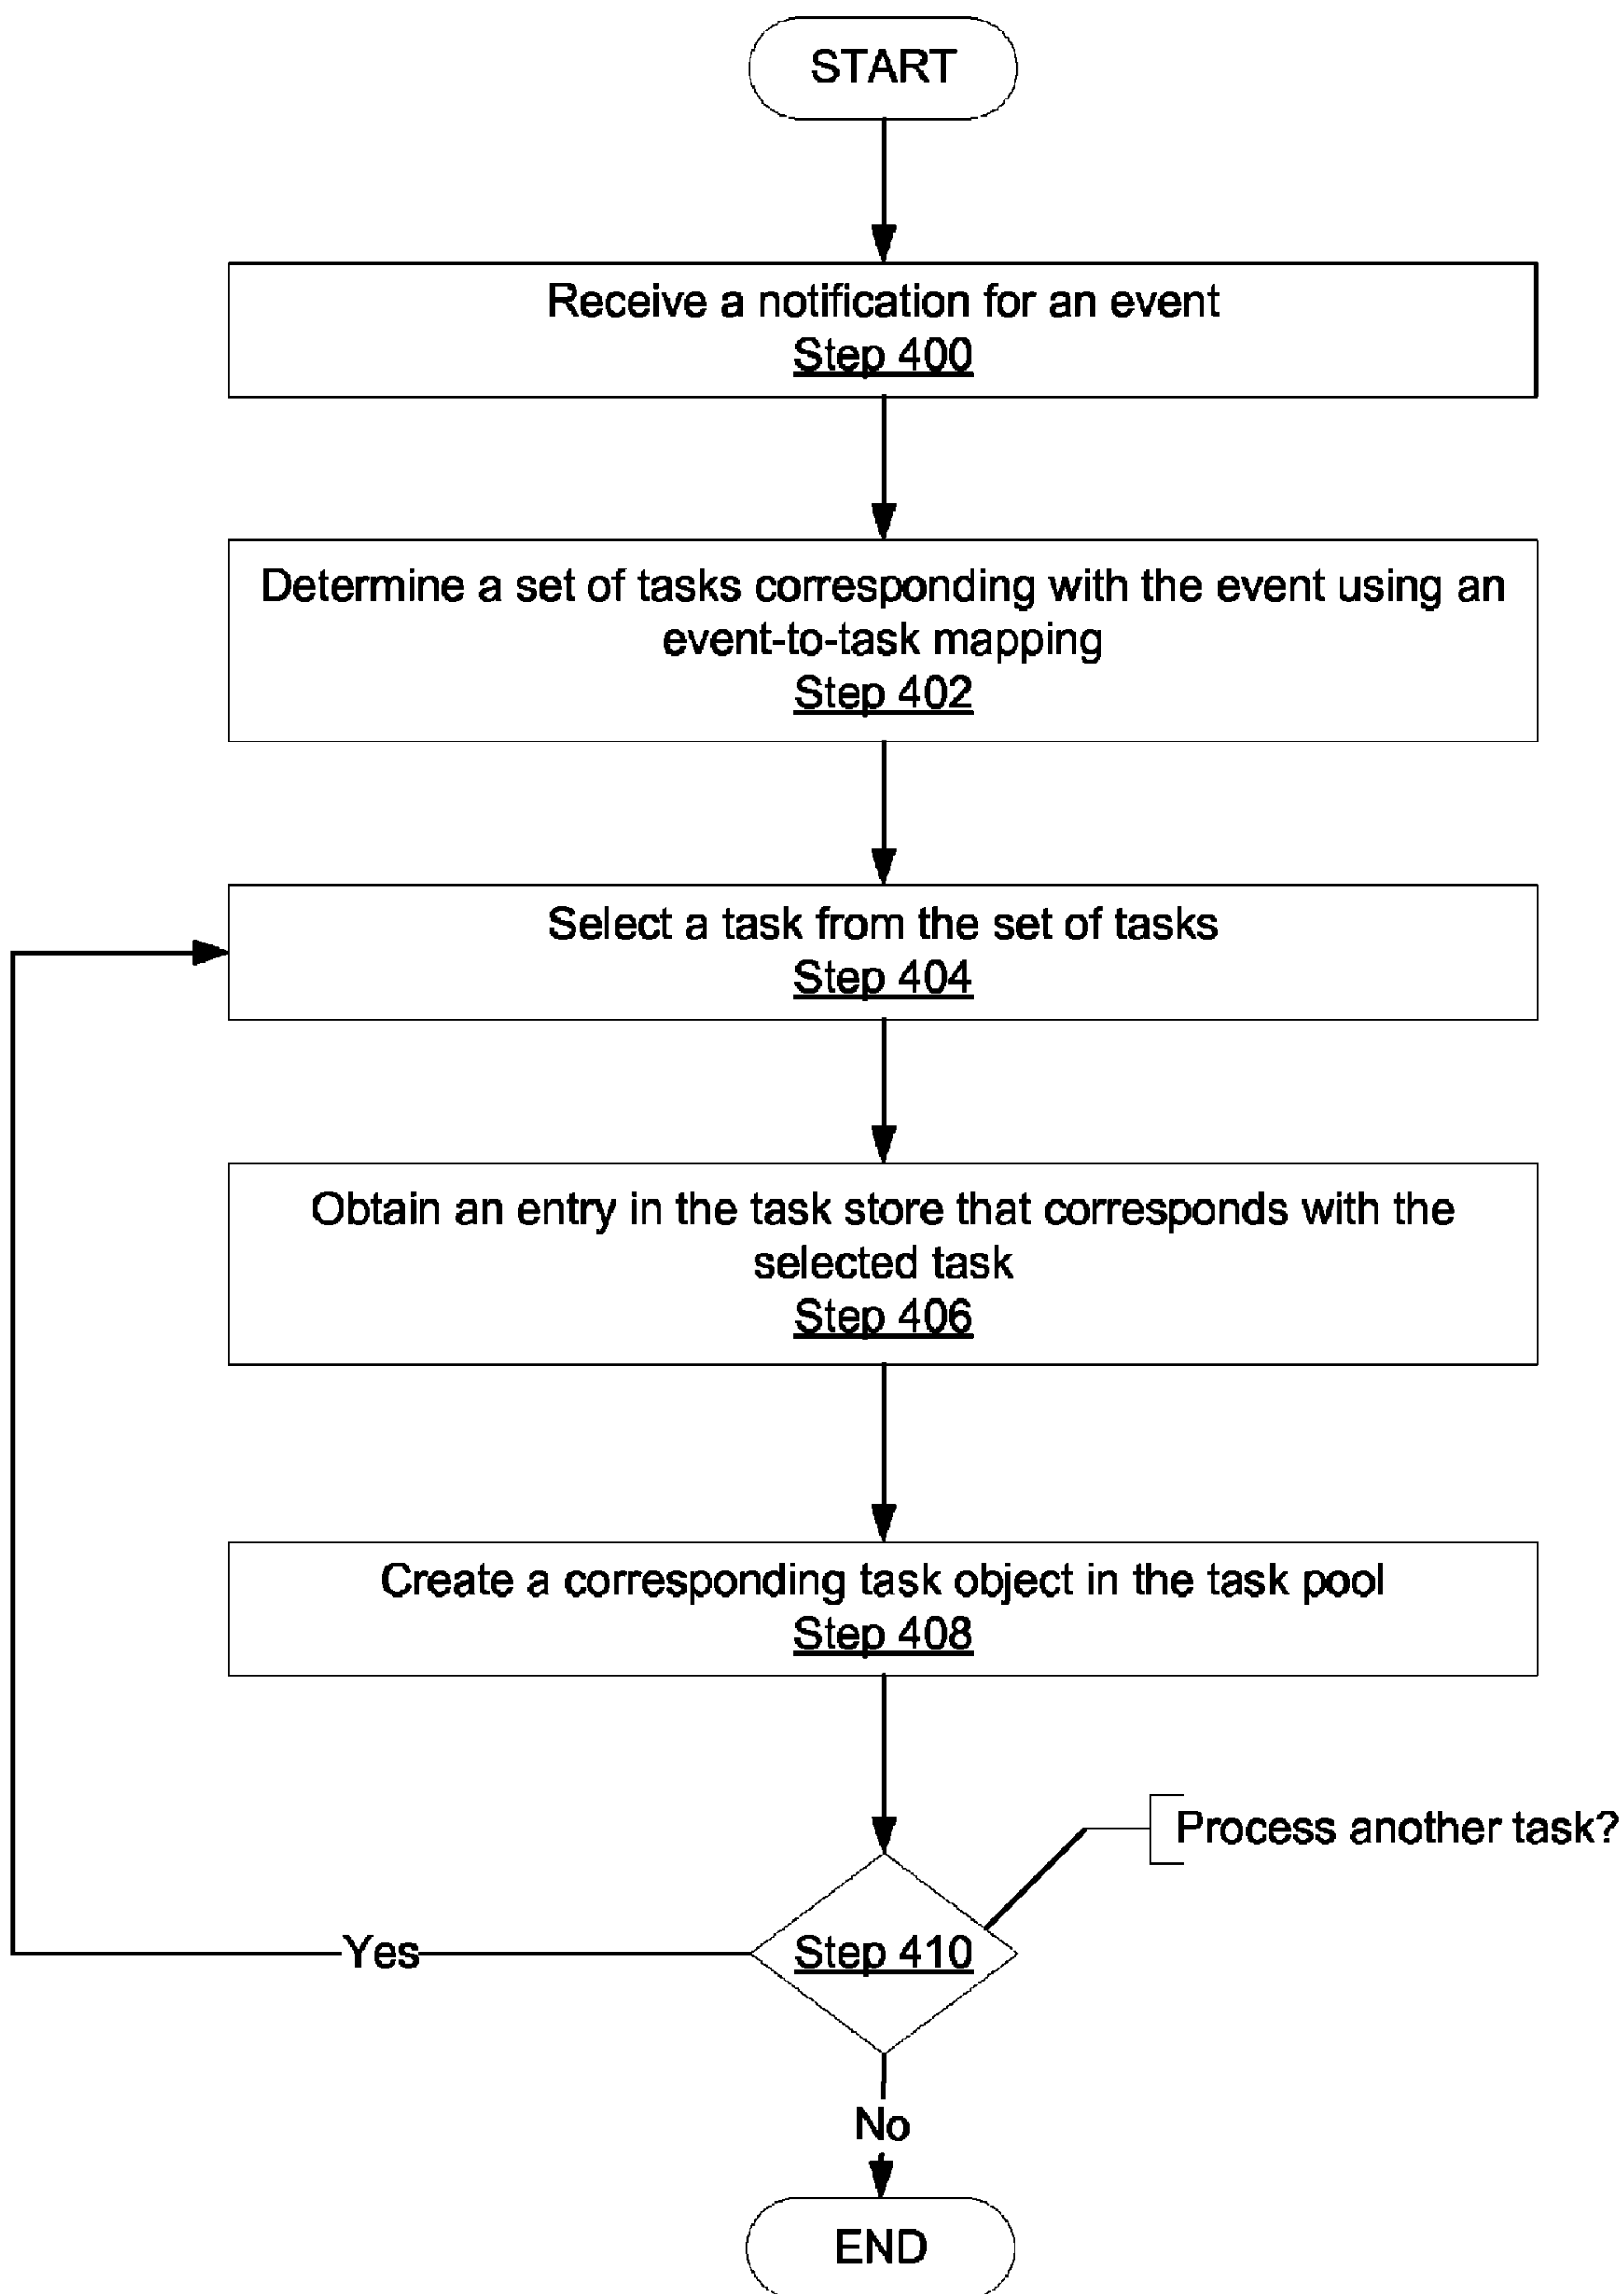 START
Receive a notification for an event
Step 400
Determine a set of tasks corresponding with the event using an
event-to-task mapping
Step 402
Select a task from the set of tasks
Step 404
Obtain an entry in the task store that corresponds with the
selected task
Step 406
Create a corresponding task object in the task pool
Step 408
Process another task?
Step 410
Yes
No
END